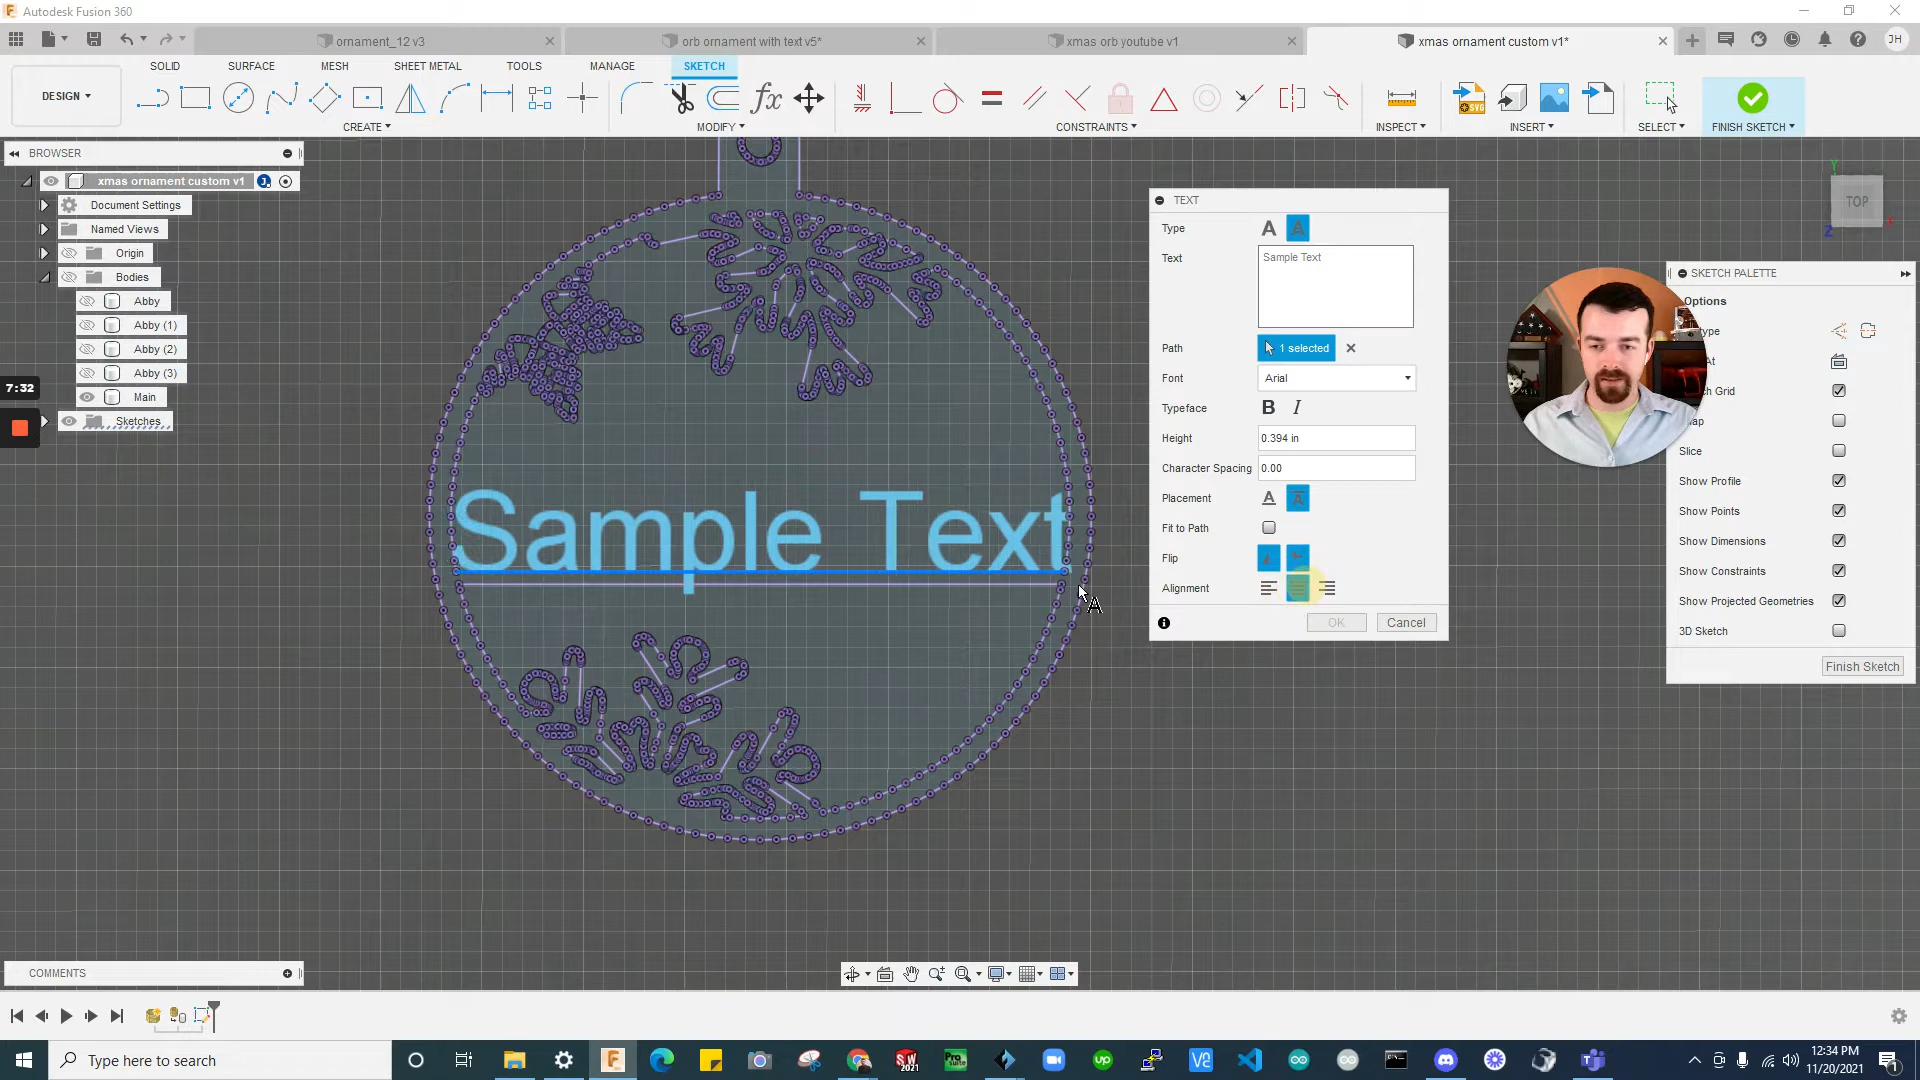 Autodesk Fusion 360
ornament_12 v3
orb ornament with text v5*
xmas orb youtube v1
xmas ornament custom v1*
JH
DESIGN
SOLID
SURFACE
MESH
SHEET METAL
TOOLS
MANAGE
SKETCH
CREATE
MODIFY
CONSTRAINTS
INSPECT
INSERT
SELECT
FINISH SKETCH
BROWSER
xmas ornament custom v1
Document Settings
Named Views
Origin
Bodies
Abby
Abby (1)
Abby (2)
Abby (3)
Main
Sketches
7:32
Sample Text
TEXT
Type
Text
Sample Text
Path
1 selected
Font
Arial
Typeface
B I
Height
0.394 in
Character Spacing
0.00
Placement
Fit to Path
Flip
Alignment
OK
Cancel
TOP
SKETCH PALETTE
Options
Slice
Show Profile
Show Points
Show Dimensions
Show Constraints
Show Projected Geometries
3D Sketch
Finish Sketch
COMMENTS
Type here to search
12:34 PM
11/20/2021